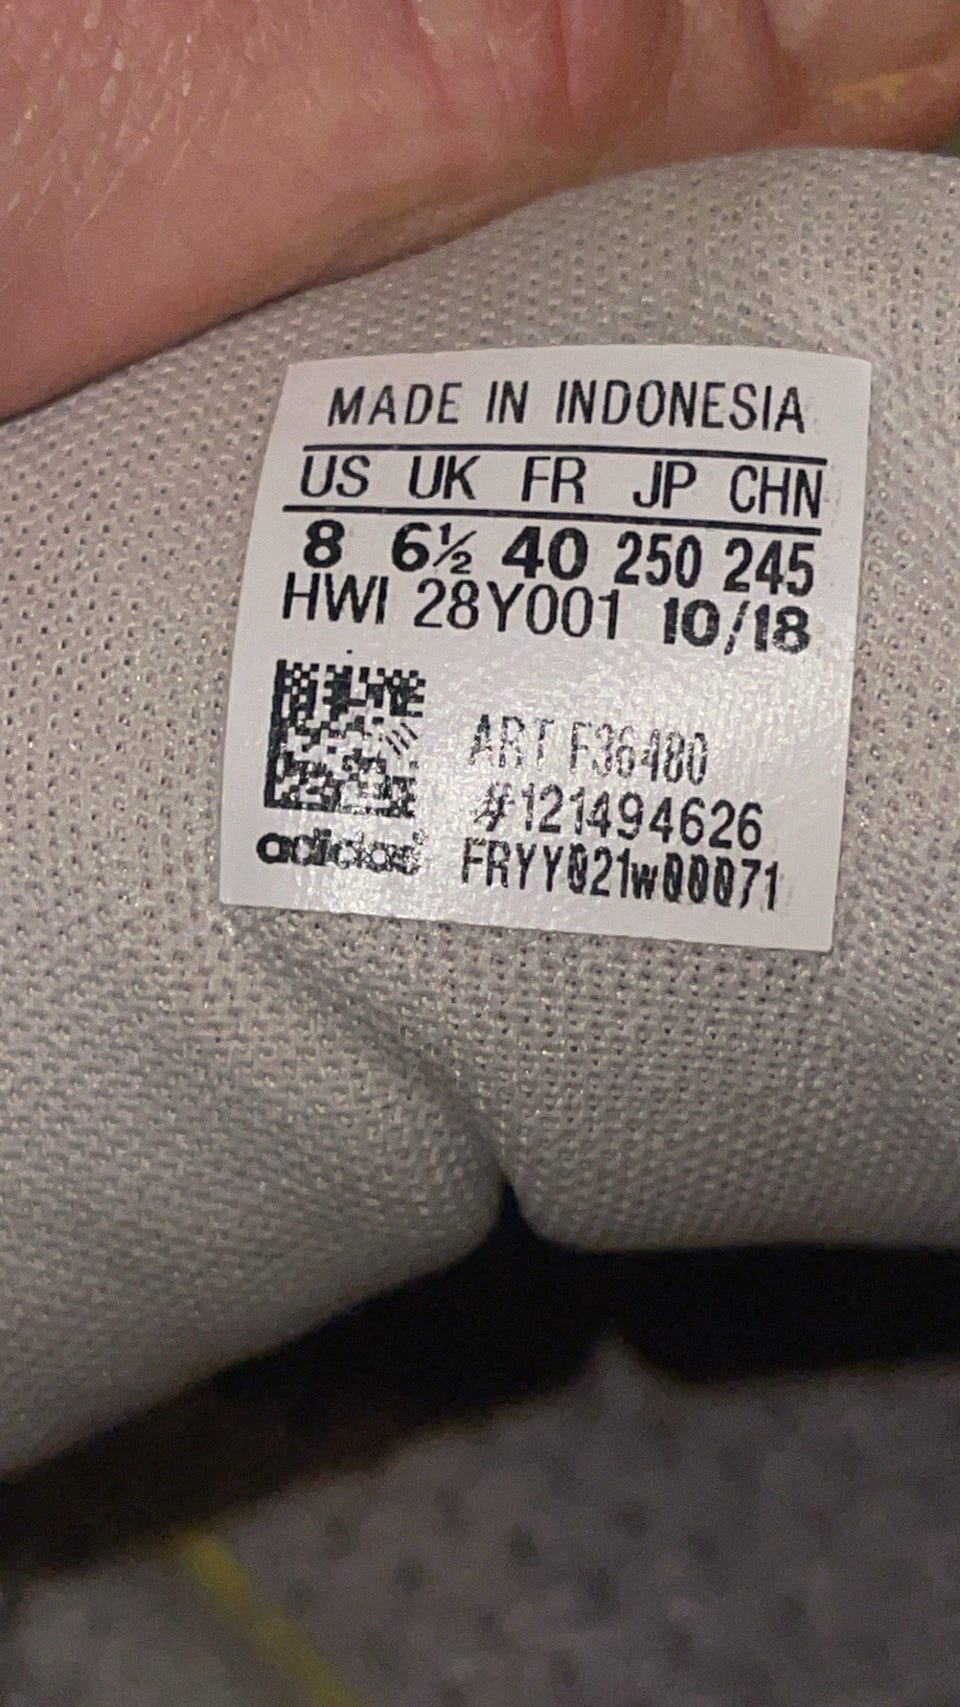 MADE IN INDONESIA
US UK FR JP CHN
8 6½ 40 250 245
HWI 28Y001 10/18
ART F36480
#121494626
FRYY021w00071
adidas